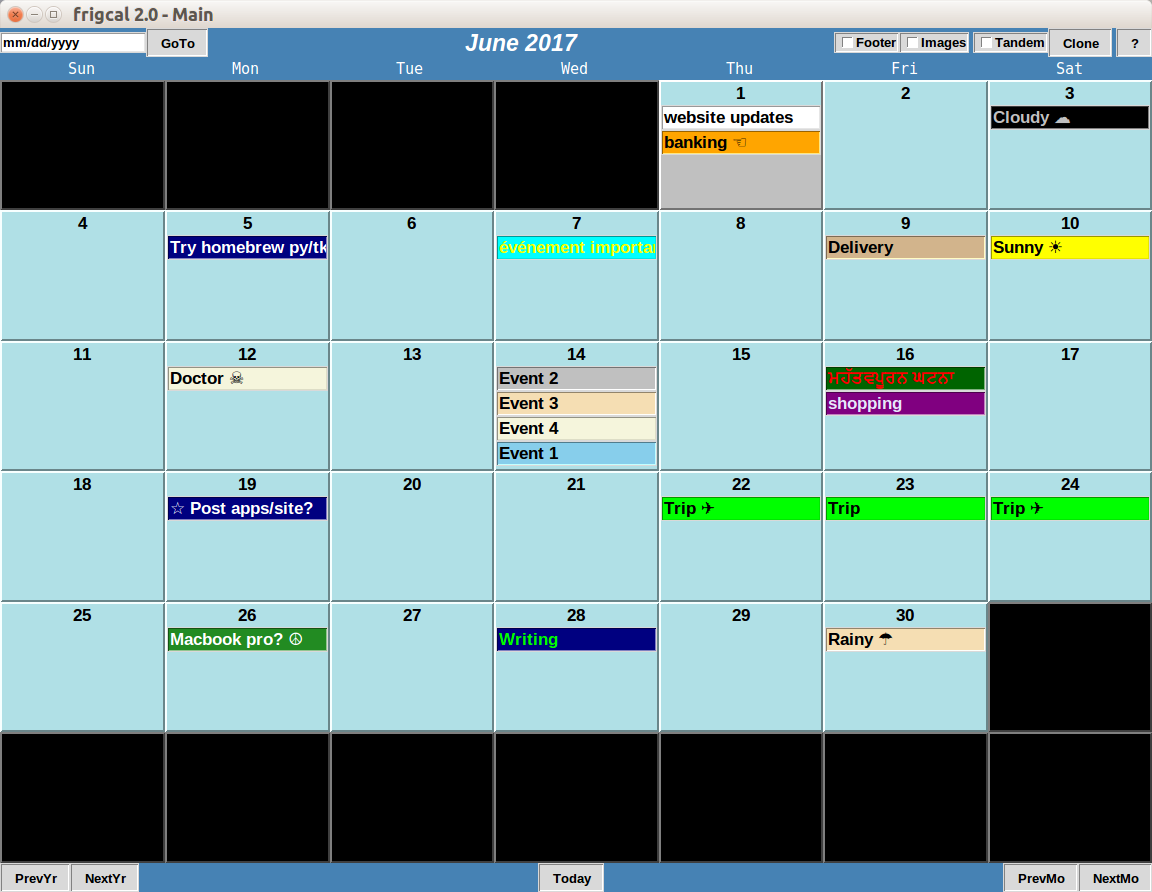 frigcal 2.0 - Main
mm/dd/yyyy GoTo June 2017 Footer Images Tandem Clone ?
Sun Mon Tue Wed Thu Fri Sat
1 2 3
website updates Cloudy ☁
banking ☜
4 5 6 7 8 9 10
Try homebrew py/tk événement importa Delivery Sunny ☀
11 12 13 14 15 16 17
Doctor ☠ Event 2 ਮਹੱਤਵਪੂਰਨ ਘਟਨਾ
Event 3 shopping
Event 4
Event 1
18 19 20 21 22 23 24
☆ Post apps/site? Trip ✈ Trip Trip ✈
25 26 27 28 29 30
Macbook pro? ☮ Writing Rainy ☂
PrevYr NextYr Today PrevMo NextMo